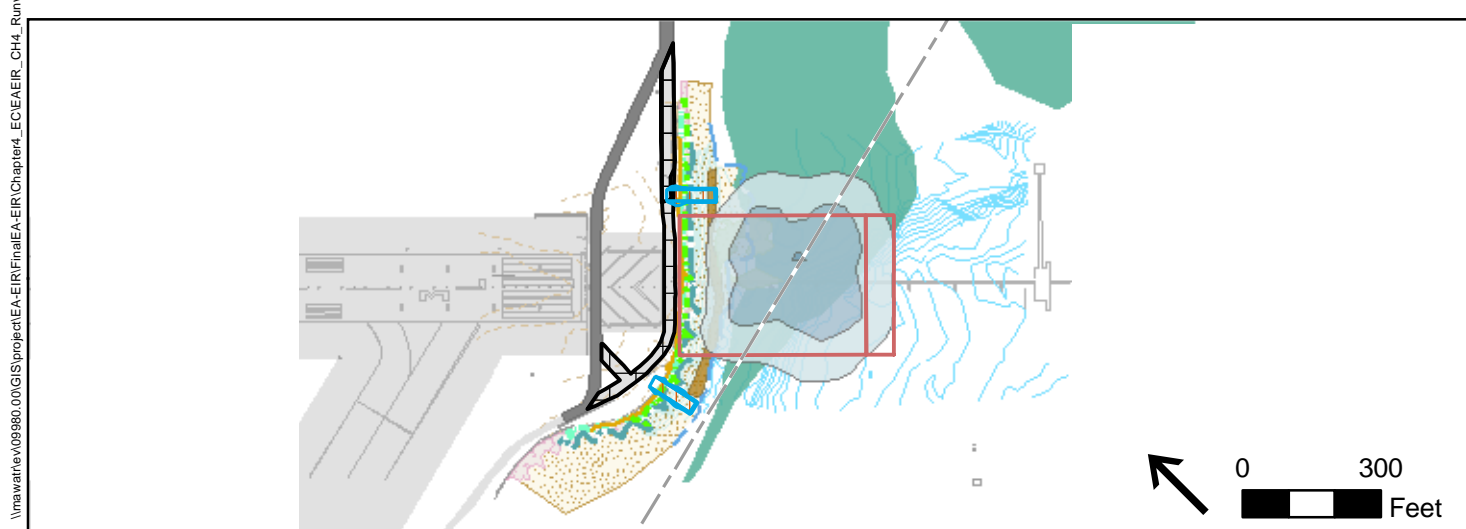 \\mawatr\ev\09980.00\GIS\project\EA-EIR\FinalEA-EIR\Chapter4_EC\EAEIR_CH4_Run
0 300
Feet